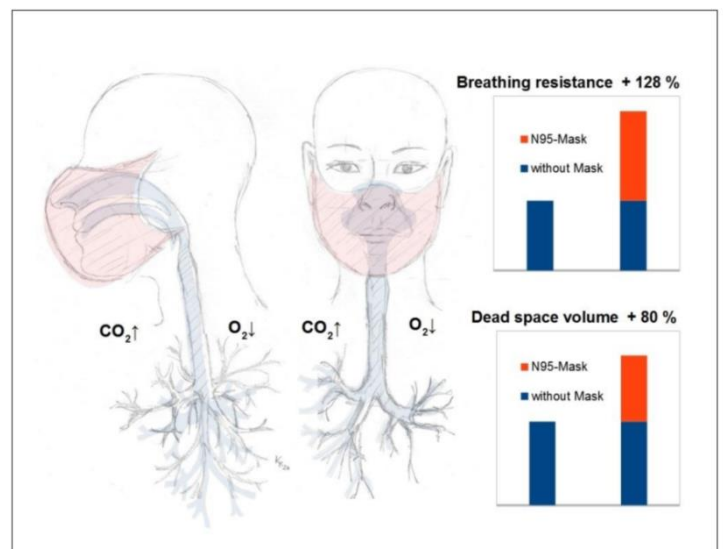 Breathing resistance + 128 %
N95-Mask
without Mask
CO₂↑
O₂↓
CO₂↑
O₂↓
Dead space volume + 80 %
N95-Mask
without Mask